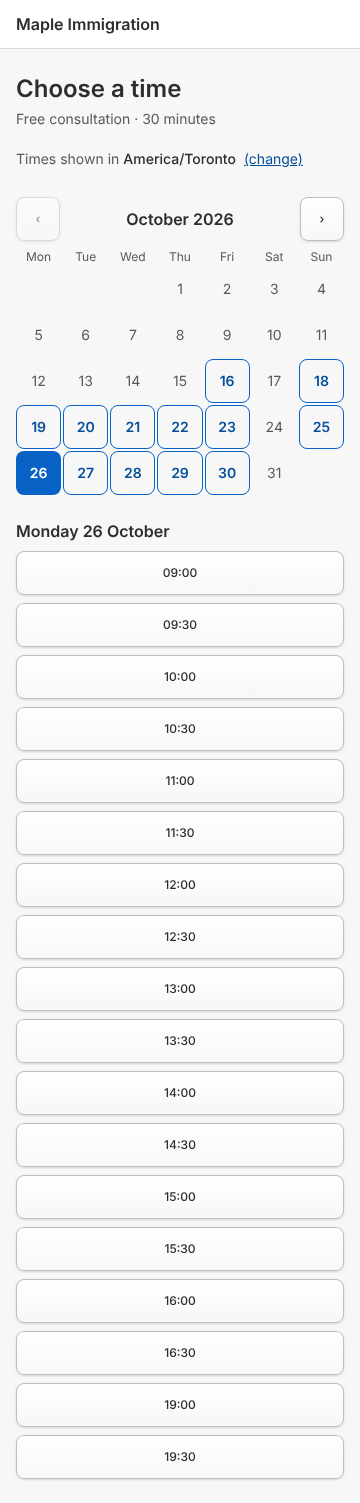 Maple Immigration
Choose a time
Free consultation · 30 minutes
Times shown in America/Toronto (change)
‹ October 2026 ›
Mon Tue Wed Thu Fri Sat Sun
1 2 3 4
5 6 7 8 9 10 11
12 13 14 15 16 17 18
19 20 21 22 23 24 25
26 27 28 29 30 31
Monday 26 October
09:00
09:30
10:00
10:30
11:00
11:30
12:00
12:30
13:00
13:30
14:00
14:30
15:00
15:30
16:00
16:30
19:00
19:30